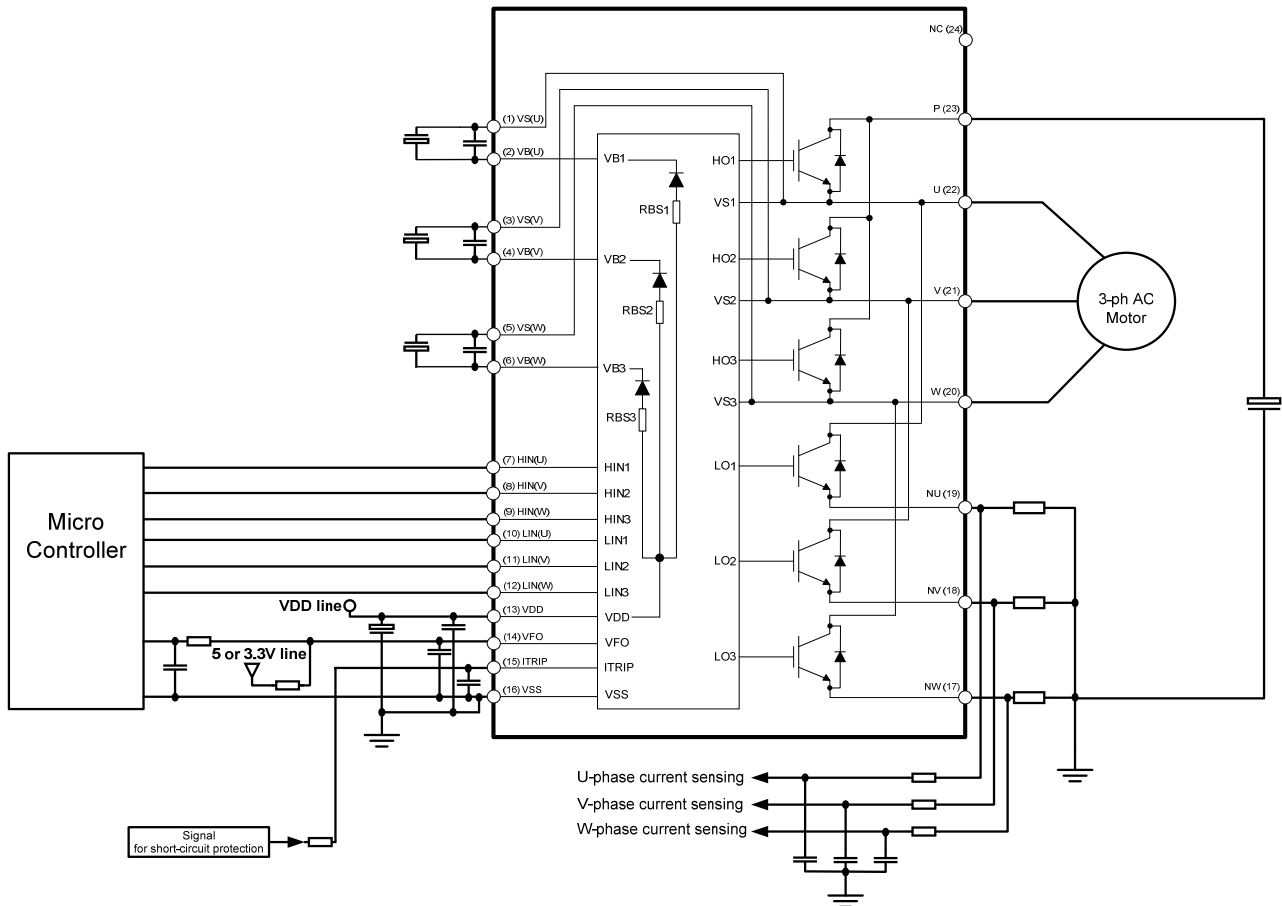 NC (24)
(1) VS(U)
(2) VB(U)
(3) VS(V)
(4) VB(V)
(5) VS(W)
(6) VB(W)
(7) HIN(U)
(8) HIN(V)
(9) HIN(W)
(10) LIN(U)
(11) LIN(V)
(12) LIN(W)
(13) VDD
(14) VFO
(15) ITRIP
(16) VSS
VB1
RBS1
VB2
RBS2
VB3
RBS3
HIN1
HIN2
HIN3
LIN1
LIN2
LIN3
VDD
VFO
ITRIP
VSS
HO1
VS1
HO2
VS2
HO3
VS3
LO1
LO2
LO3
P (23)
U (22)
V (21)
W (20)
NU (19)
NV (18)
NW (17)
3-ph AC
Motor
Micro
Controller
VDD line
5 or 3.3V line
U-phase current sensing
V-phase current sensing
W-phase current sensing
Signal
for short-circuit protection